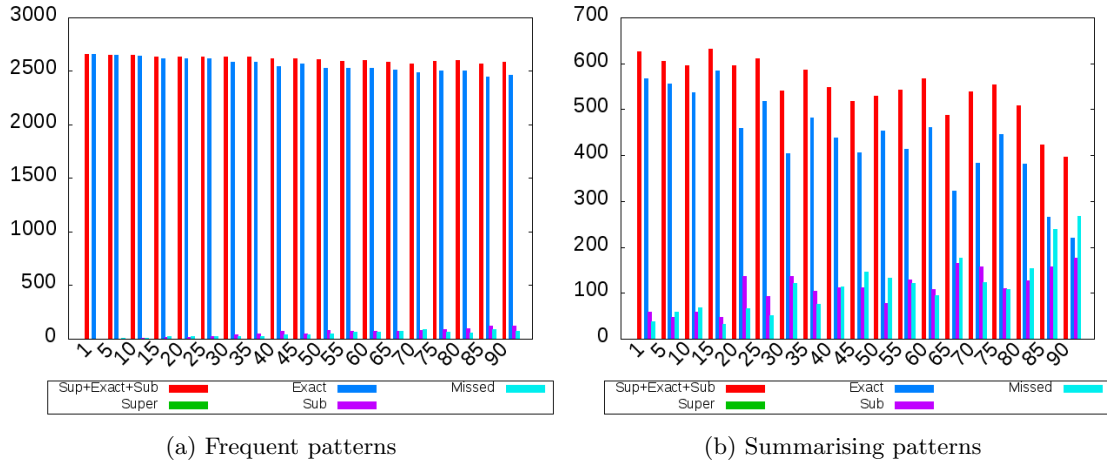 3000
2500
2000
1500
1000
500
0
1 5 10 15 20 25 30 35 40 45 50 55 60 65 70 75 80 85 90
Sup+Exact+Sub Exact Missed
Super Sub
(a) Frequent patterns
700
600
500
400
300
200
100
0
1 5 10 15 20 25 30 35 40 45 50 55 60 65 70 75 80 85 90
Sup+Exact+Sub Exact Missed
Super Sub
(b) Summarising patterns